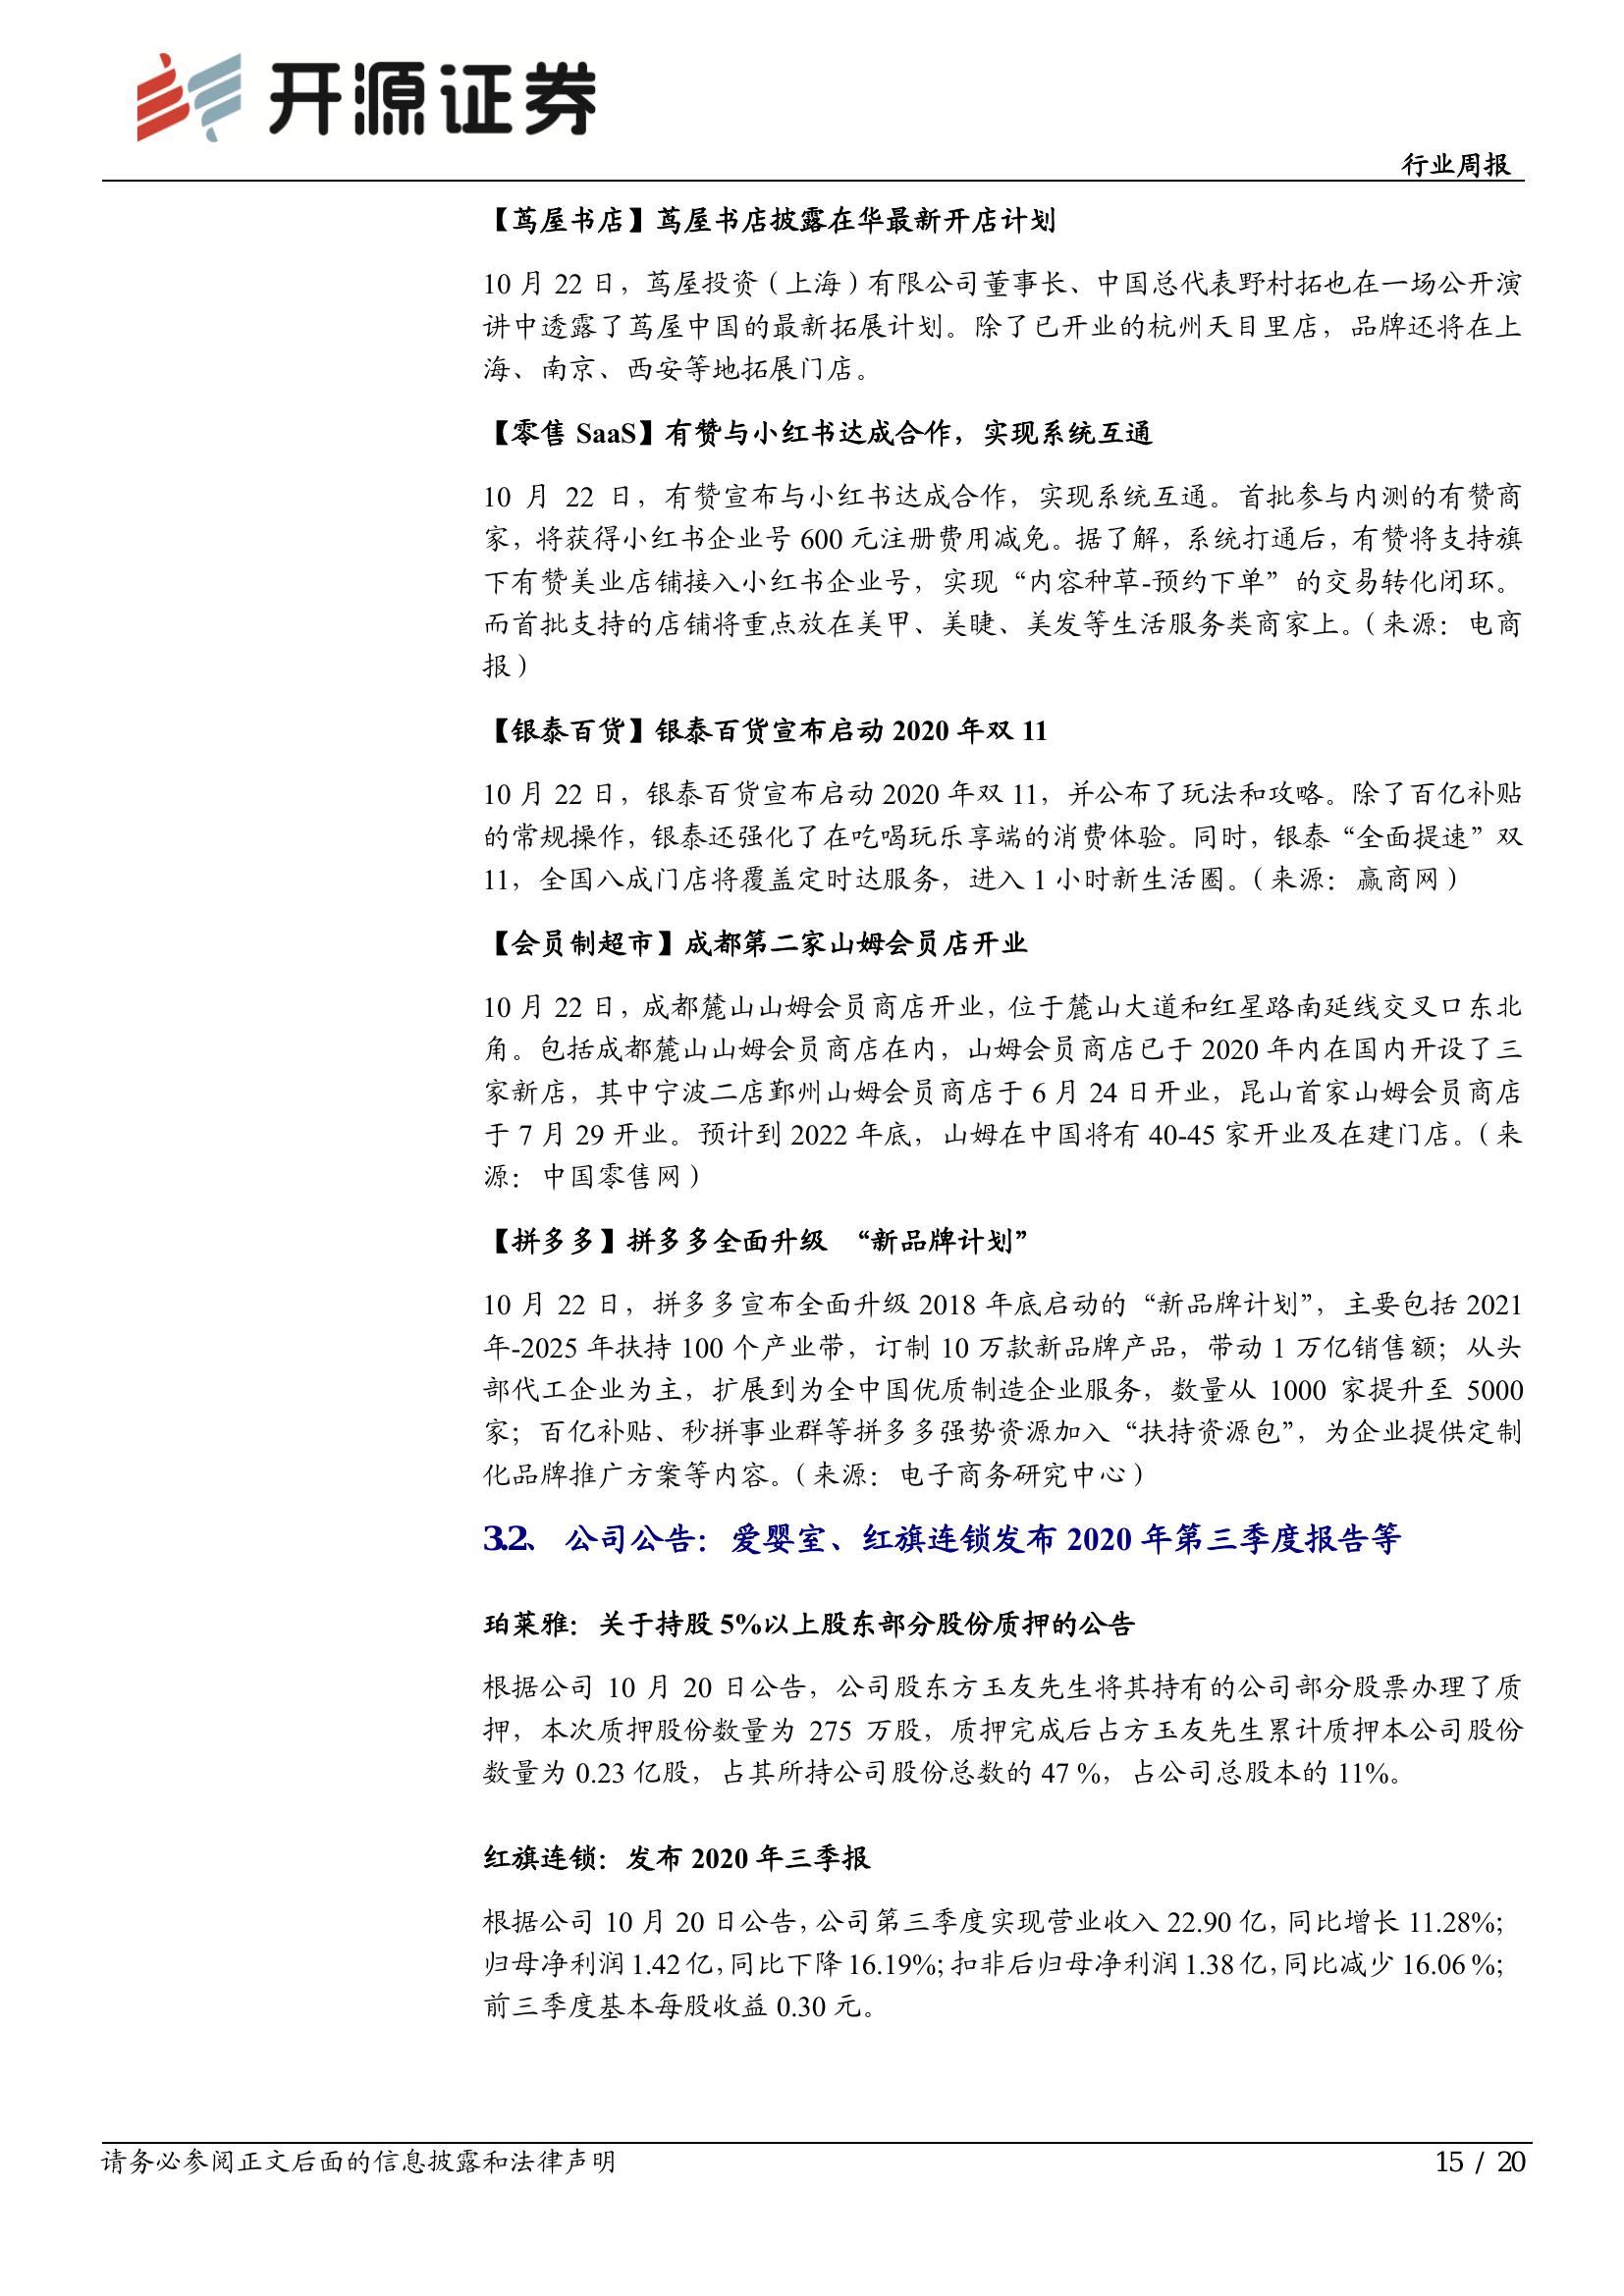 开源证券
行业周报
【茑屋书店】茑屋书店披露在华最新开店计划
10 月 22 日，茑屋投资（上海）有限公司董事长、中国总代表野村拓也在一场公开演
讲中透露了茑屋中国的最新拓展计划。除了已开业的杭州天目里店，品牌还将在上
海、南京、西安等地拓展门店。
【零售 SaaS】有赞与小红书达成合作，实现系统互通
10 月 22 日，有赞宣布与小红书达成合作，实现系统互通。首批参与内测的有赞商
家，将获得小红书企业号 600 元注册费用减免。据了解，系统打通后，有赞将支持旗
下有赞美业店铺接入小红书企业号，实现“内容种草-预约下单”的交易转化闭环。
而首批支持的店铺将重点放在美甲、美睫、美发等生活服务类商家上。（来源：电商
报）
【银泰百货】银泰百货宣布启动 2020 年双 11
10 月 22 日，银泰百货宣布启动 2020 年双 11，并公布了玩法和攻略。除了百亿补贴
的常规操作，银泰还强化了在吃喝玩乐享端的消费体验。同时，银泰“全面提速”双
11，全国八成门店将覆盖定时达服务，进入 1 小时新生活圈。（来源：赢商网）
【会员制超市】成都第二家山姆会员店开业
10 月 22 日，成都麓山山姆会员商店开业，位于麓山大道和红星路南延线交叉口东北
角。包括成都麓山山姆会员商店在内，山姆会员商店已于 2020 年内在国内开设了三
家新店，其中宁波二店鄞州山姆会员商店于 6 月 24 日开业，昆山首家山姆会员商店
于 7 月 29 开业。预计到 2022 年底，山姆在中国将有 40-45 家开业及在建门店。（来
源：中国零售网）
【拼多多】拼多多全面升级 “新品牌计划”
10 月 22 日，拼多多宣布全面升级 2018 年底启动的“新品牌计划”，主要包括 2021
年-2025 年扶持 100 个产业带，订制 10 万款新品牌产品，带动 1 万亿销售额；从头
部代工企业为主，扩展到为全中国优质制造企业服务，数量从 1000 家提升至 5000
家；百亿补贴、秒拼事业群等拼多多强势资源加入“扶持资源包”，为企业提供定制
化品牌推广方案等内容。（来源：电子商务研究中心）
3.2、 公司公告：爱婴室、红旗连锁发布 2020 年第三季度报告等
珀莱雅：关于持股 5%以上股东部分股份质押的公告
根据公司 10 月 20 日公告，公司股东方玉友先生将其持有的公司部分股票办理了质
押，本次质押股份数量为 275 万股，质押完成后占方玉友先生累计质押本公司股份
数量为 0.23 亿股，占其所持公司股份总数的 47 %，占公司总股本的 11%。
红旗连锁：发布 2020 年三季报
根据公司 10 月 20 日公告，公司第三季度实现营业收入 22.90 亿，同比增长 11.28%;
归母净利润 1.42 亿，同比下降 16.19%; 扣非后归母净利润 1.38 亿，同比减少 16.06 %;
前三季度基本每股收益 0.30 元。
请务必参阅正文后面的信息披露和法律声明
15 / 20